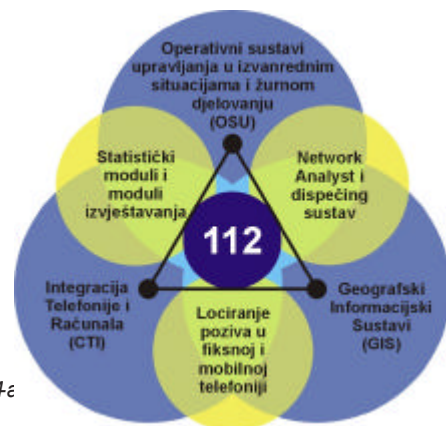 Operativni sustavi
upravljanja u izvanrednim
situacijama i žurnom
djelovanju
(OSU)
Statistički
moduli i
moduli
izvještavanja
Network
Analyst i
dispečing
sustav
112
Integracija
Telefonije i
Računala
(CTI)
Lociranje
poziva u
fiksnoj i
mobilnoj
telefoniji
Geografski
Informacijski
Sustavi
(GIS)